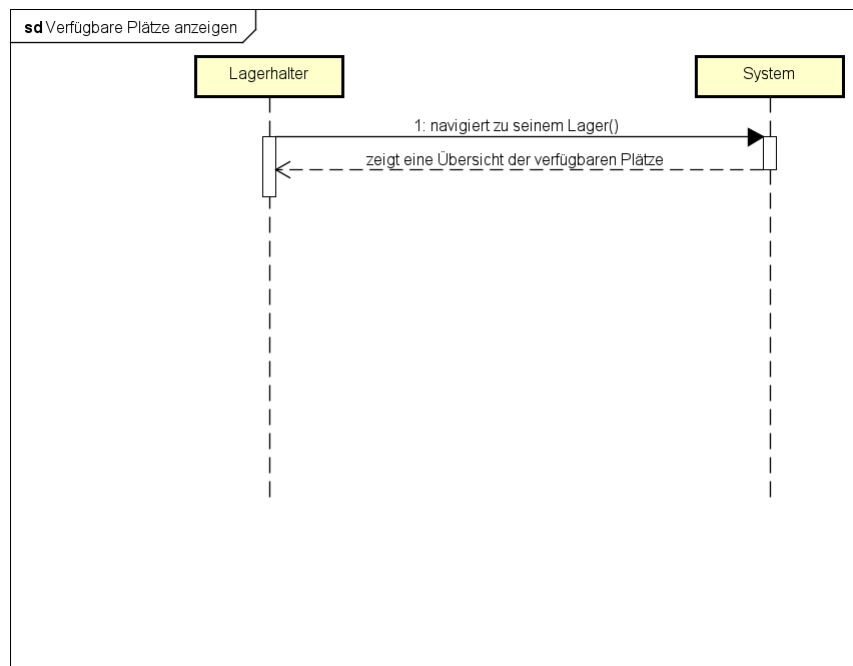 sd Verfügbare Plätze anzeigen
Lagerhalter
System
1: navigiert zu seinem Lager()
zeigt eine Übersicht der verfügbaren Plätze